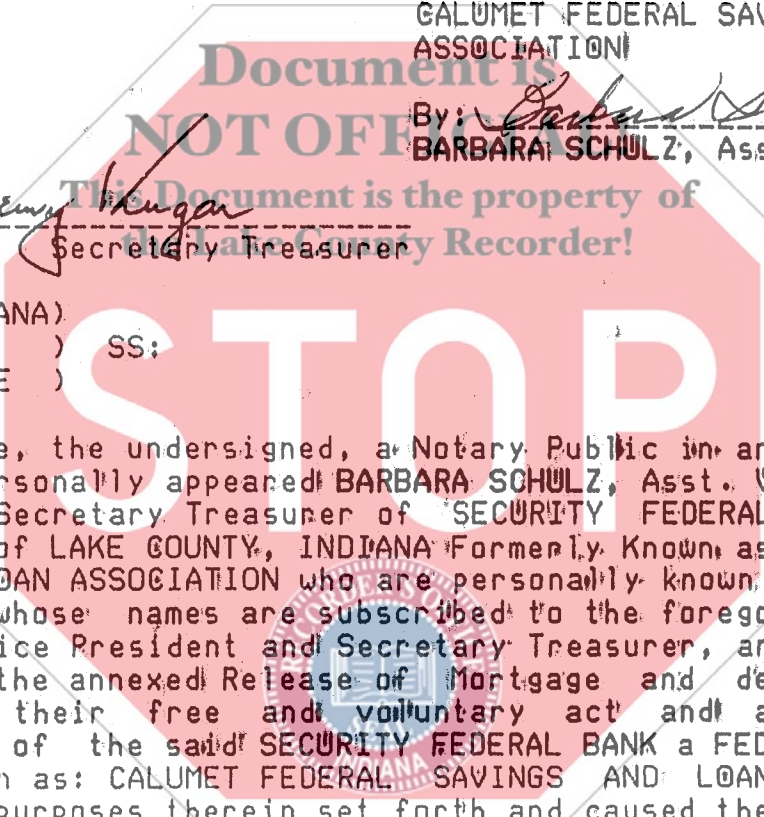 CALUMET FEDERAL SAV
ASSOCIATION
Document is
NOT OFFICIAL
By:
BARBARA SCHULZ, Ass
This Document is the property of
the Lake County Recorder!
Secretary Treasurer
ANA)
) SS:
E )
STOP
e, the undersigned, a Notary Public in an
rsonally appeared BARBARA SCHULZ, Asst. V
Secretary Treasurer of SECURITY FEDERAL
of LAKE COUNTY, INDIANA Formerly Known as
OAN ASSOCIATION who are personally known
whose names are subscribed to the forego
ice President and Secretary Treasurer, an
the annexed Release of Mortgage and de
their free and voluntary act and a
of the said SECURITY FEDERAL BANK a FED
n as: CALUMET FEDERAL SAVINGS AND LOAN
purposes therein set forth and caused the
SEAL
INDIANA